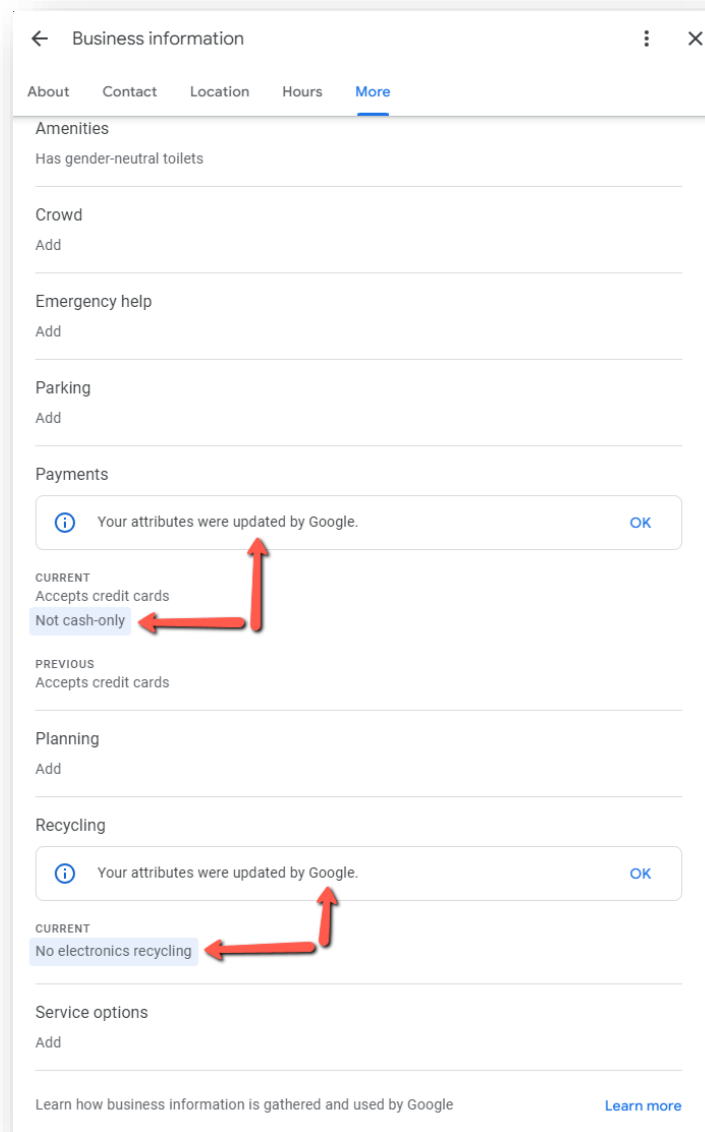 Business information
About Contact Location Hours More
Amenities
Has gender-neutral toilets
Crowd
Add
Emergency help
Add
Parking
Add
Payments
Your attributes were updated by Google. OK
CURRENT
Accepts credit cards
Not cash-only
PREVIOUS
Accepts credit cards
Planning
Add
Recycling
Your attributes were updated by Google. OK
CURRENT
No electronics recycling
Service options
Add
Learn how business information is gathered and used by Google Learn more